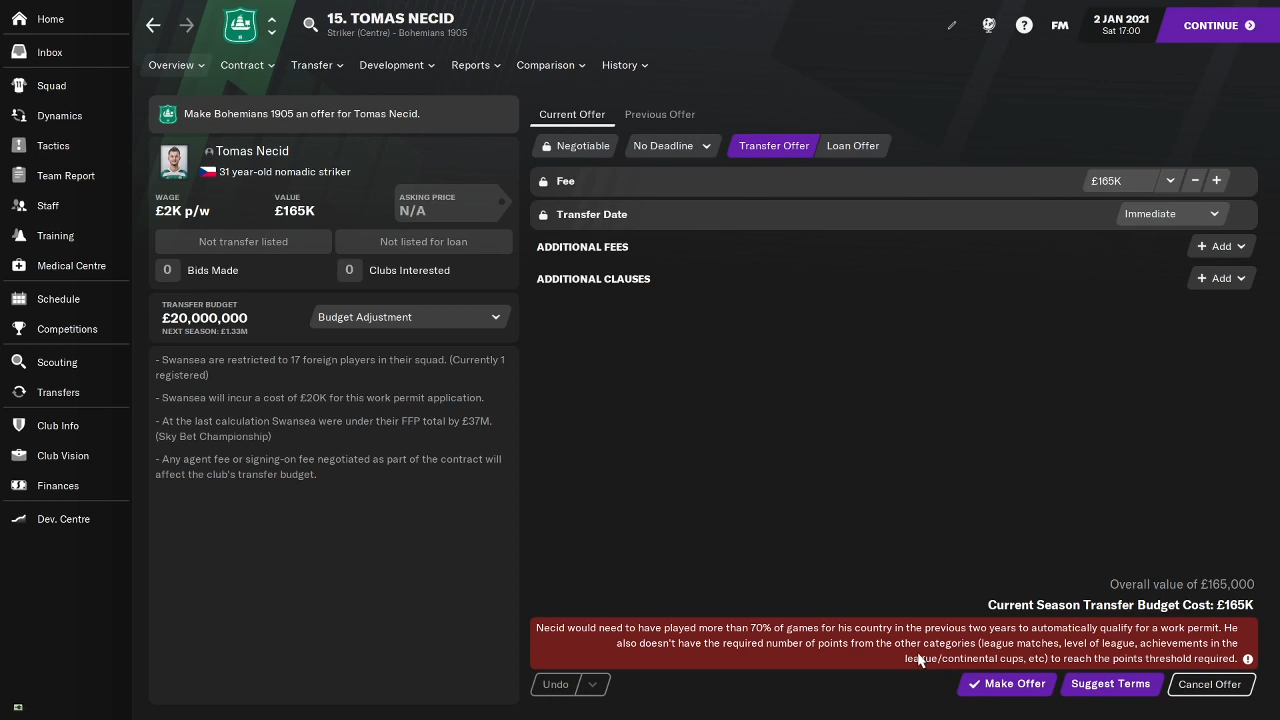 15. TOMAS NECID
Striker (Centre) - Bohemians 1905
FM
2 JAN 2021
Sat 17:00
CONTINUE
Home
Inbox
Squad
Dynamics
Tactics
Team Report
Staff
Training
Medical Centre
Schedule
Competitions
Scouting
Transfers
Club Info
Club Vision
Finances
Dev. Centre
Overview
Contract
Transfer
Development
Reports
Comparison
History
Make Bohemians 1905 an offer for Tomas Necid.
Tomas Necid
31 year-old nomadic striker
WAGE
£2K p/w
VALUE
£165K
ASKING PRICE
N/A
Not transfer listed
Not listed for loan
0 Bids Made
0 Clubs Interested
TRANSFER BUDGET
£20,000,000
NEXT SEASON: £1.33M
Budget Adjustment
- Swansea are restricted to 17 foreign players in their squad. (Currently 1
registered)
- Swansea will incur a cost of £20K for this work permit application.
- At the last calculation Swansea were under their FFP total by £37M.
(Sky Bet Championship)
- Any agent fee or signing-on fee negotiated as part of the contract will
affect the club's transfer budget.
Current Offer
Previous Offer
Negotiable
No Deadline
Transfer Offer
Loan Offer
Fee
£165K
Transfer Date
Immediate
ADDITIONAL FEES
+ Add
ADDITIONAL CLAUSES
+ Add
Overall value of £165,000
Current Season Transfer Budget Cost: £165K
Necid would need to have played more than 70% of games for his country in the previous two years to automatically qualify for a work permit. He
also doesn't have the required number of points from the other categories (league matches, level of league, achievements in the
league/continental cups, etc) to reach the points threshold required.
Undo
Make Offer
Suggest Terms
Cancel Offer